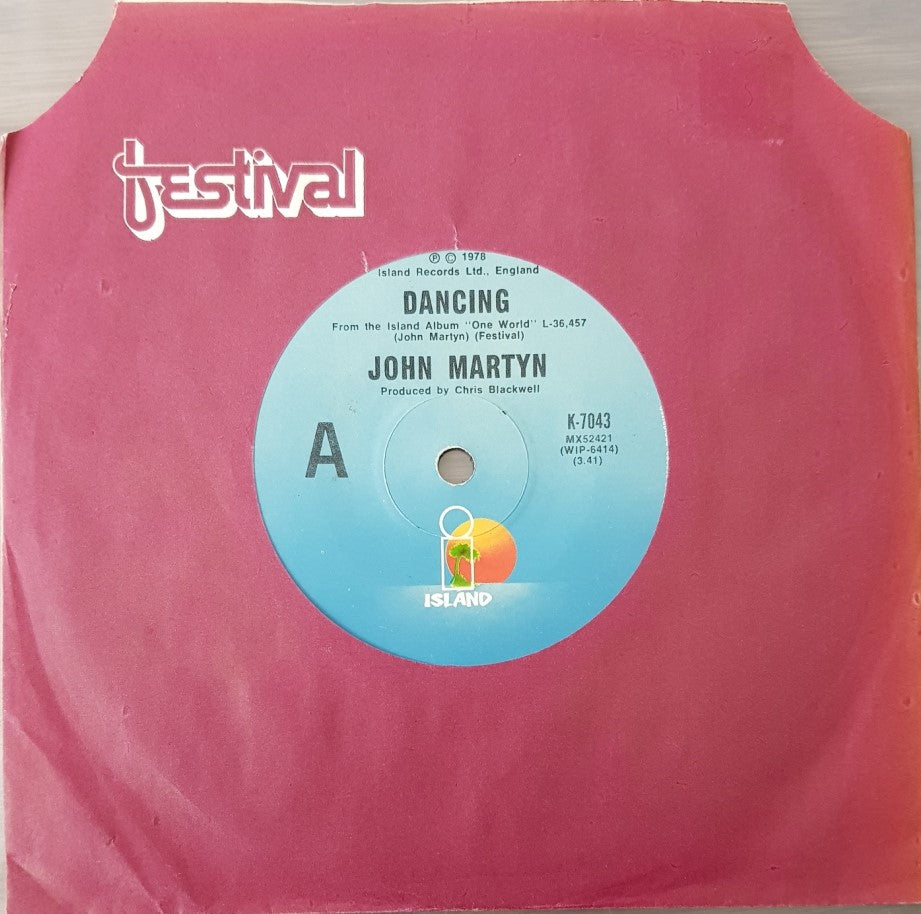 festival
℗ © 1978
Island Records Ltd., England
DANCING
From the Island Album "One World" L-36,457
(John Martyn) (Festival)
JOHN MARTYN
Produced by Chris Blackwell
A
K-7043
MX52421
(WIP-6414)
(3.41)
i
ISLAND